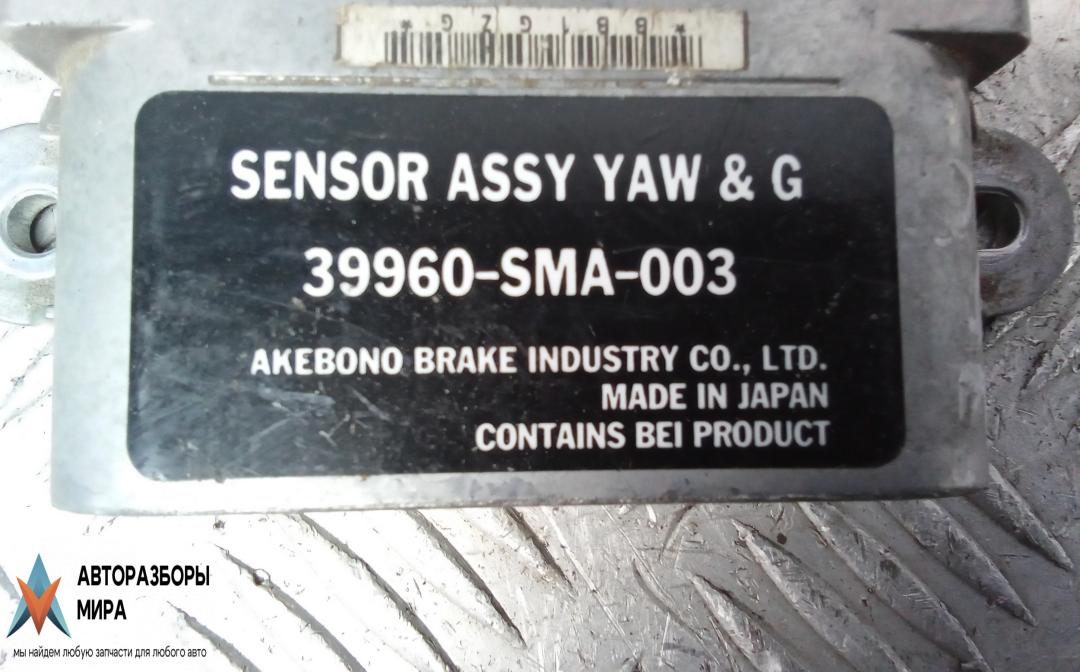 *BB1GZG*
SENSOR ASSY YAW & G
39960-SMA-003
AKEBONO BRAKE INDUSTRY CO., LTD.
MADE IN JAPAN
CONTAINS BEI PRODUCT
АВТОРАЗБОРЫ
МИРА
мы найдем любую запчасти для любого авто